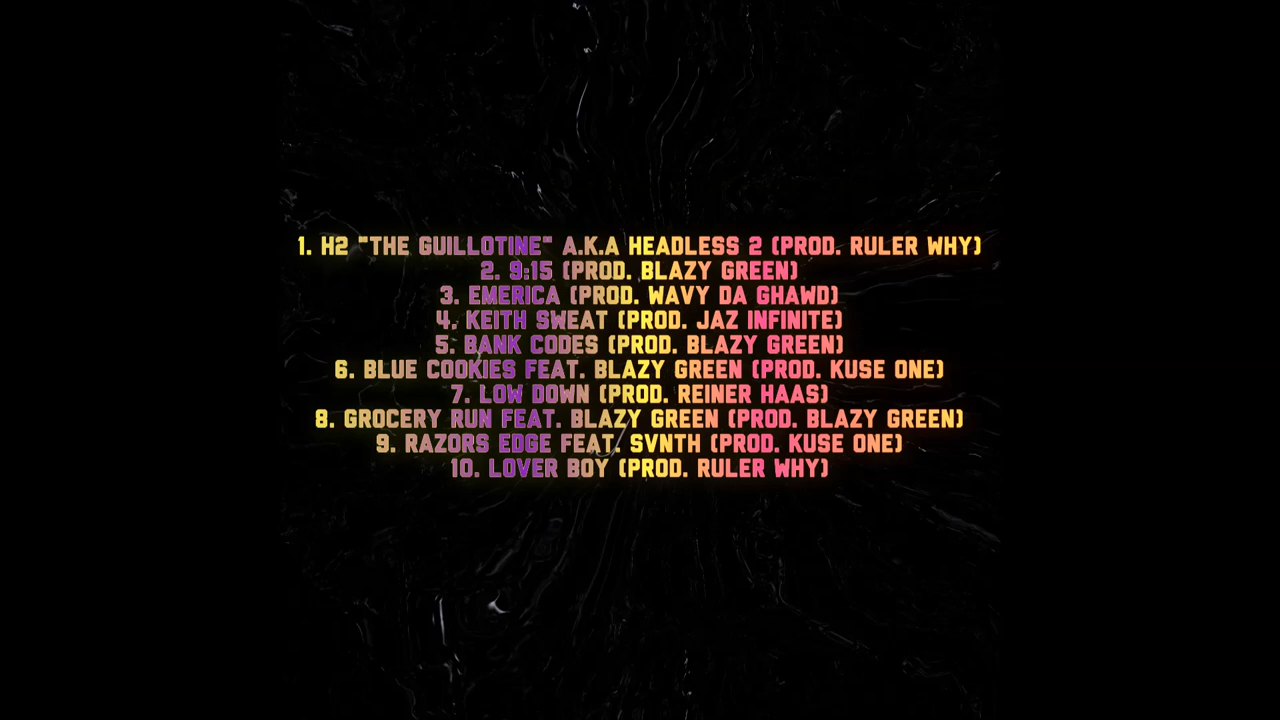 1. H2 "THE GUILLOTINE" A.K.A HEADLESS 2 (PROD. RULER WHY)
2. 9:15 (PROD. BLAZY GREEN)
3. EMERICA (PROD. WAVY DA GHAWD)
4. KEITH SWEAT (PROD. JAZ INFINITE)
5. BANK CODES (PROD. BLAZY GREEN)
6. BLUE COOKIES FEAT. BLAZY GREEN (PROD. KUSE ONE)
7. LOW DOWN (PROD. REINER HAAS)
8. GROCERY RUN FEAT. BLAZY GREEN (PROD. BLAZY GREEN)
9. RAZORS EDGE FEAT. SVNTH (PROD. KUSE ONE)
10. LOVER BOY (PROD. RULER WHY)